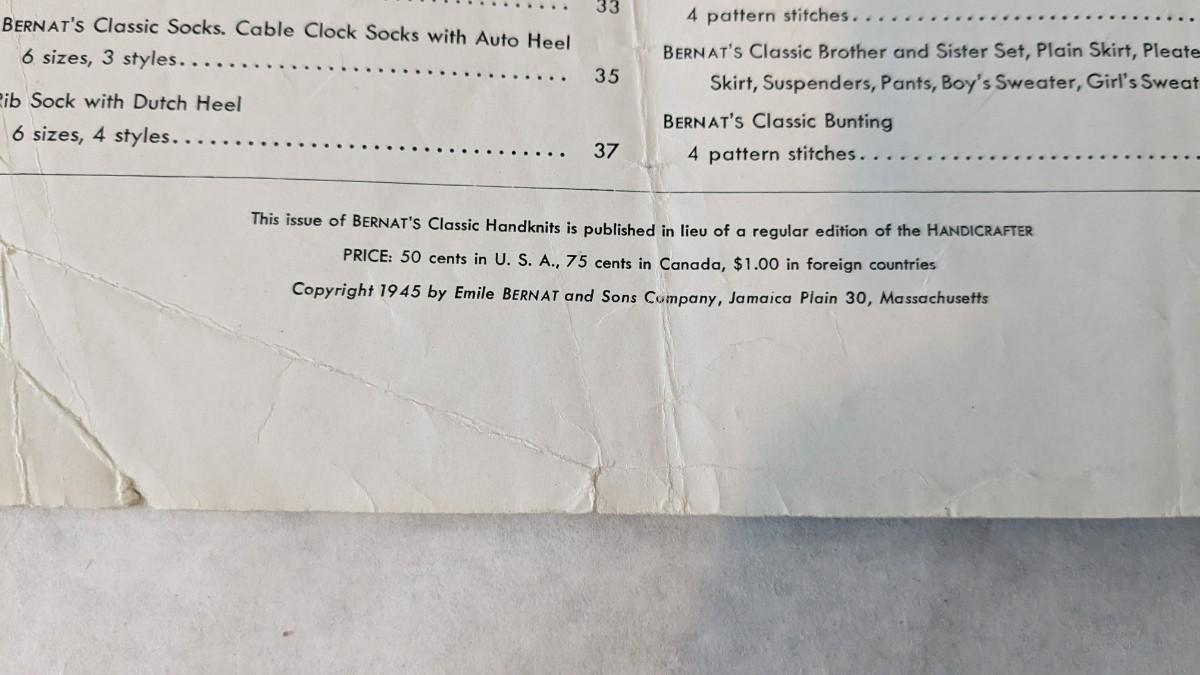 33
BERNAT'S Classic Socks. Cable Clock Socks with Auto Heel
6 sizes, 3 styles. 35
Sock with Dutch Heel
6 sizes, 4 styles. 37
4 pattern stitches.
BERNAT'S Classic Brother and Sister Set, Plain Skirt,
Skirt, Suspenders, Pants, Boy's Sweater, Girl's
BERNAT'S Classic Bunting
4 pattern stitches.
This issue of BERNAT'S Classic Handknits is published in lieu of a regular edition of the HANDICRAFTER
PRICE: 50 cents in U. S. A., 75 cents in Canada, $1.00 in foreign countries
Copyright 1945 by Emile BERNAT and Sons Company, Jamaica Plain 30, Massachusetts